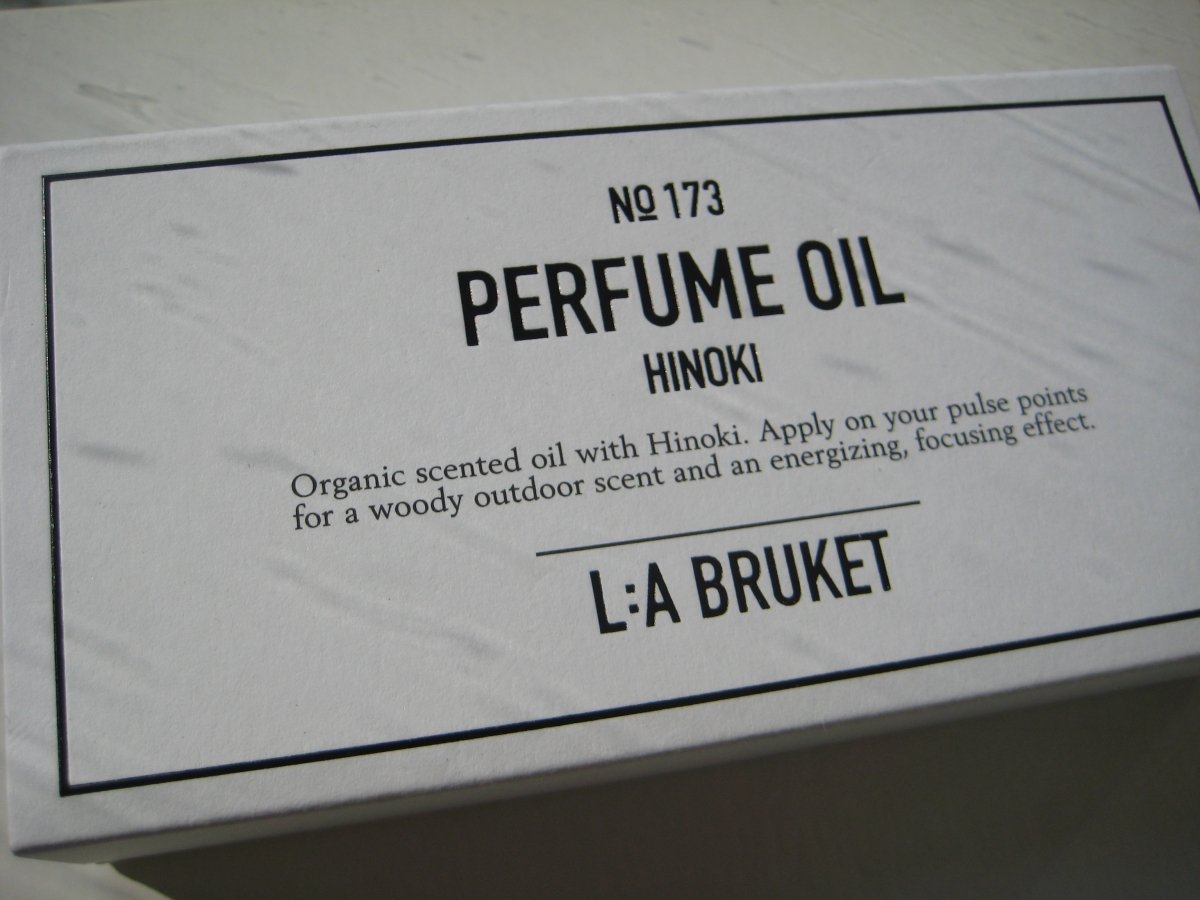 Nº 173
PERFUME OIL
HINOKI
Organic scented oil with Hinoki. Apply on your pulse points
for a woody outdoor scent and an energizing, focusing effect.
L:A BRUKET